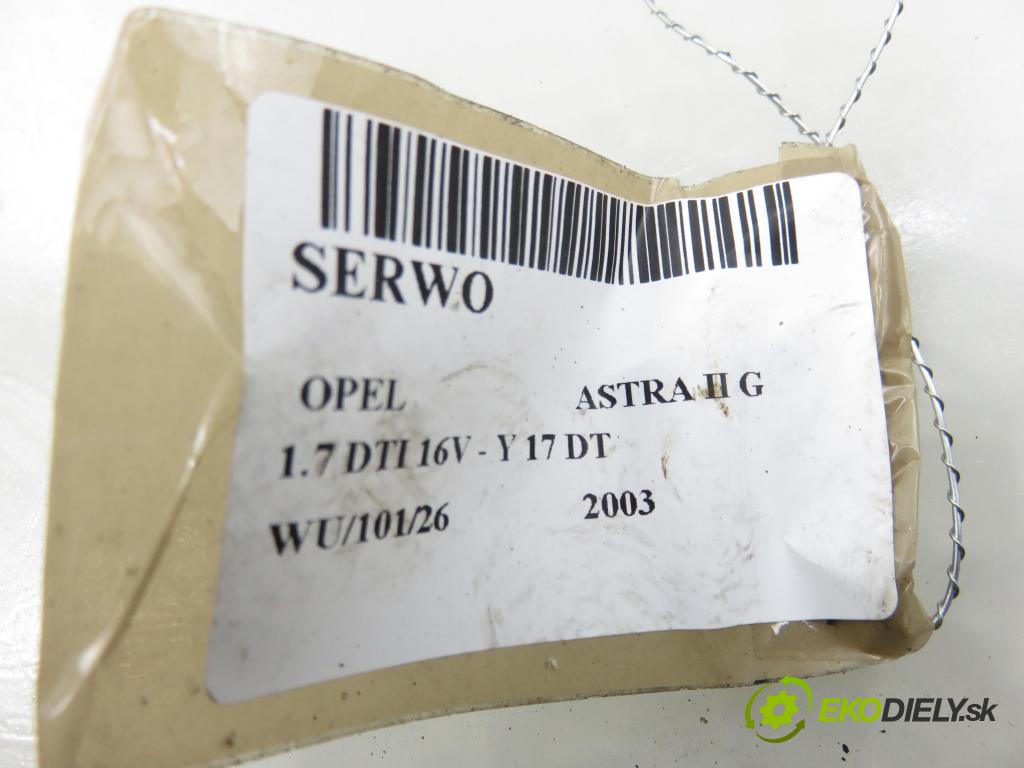 SERWO
OPEL ASTRA II G
1.7 DTI 16V - Y 17 DT
WU/101/26 2003
EKODIELY.sk